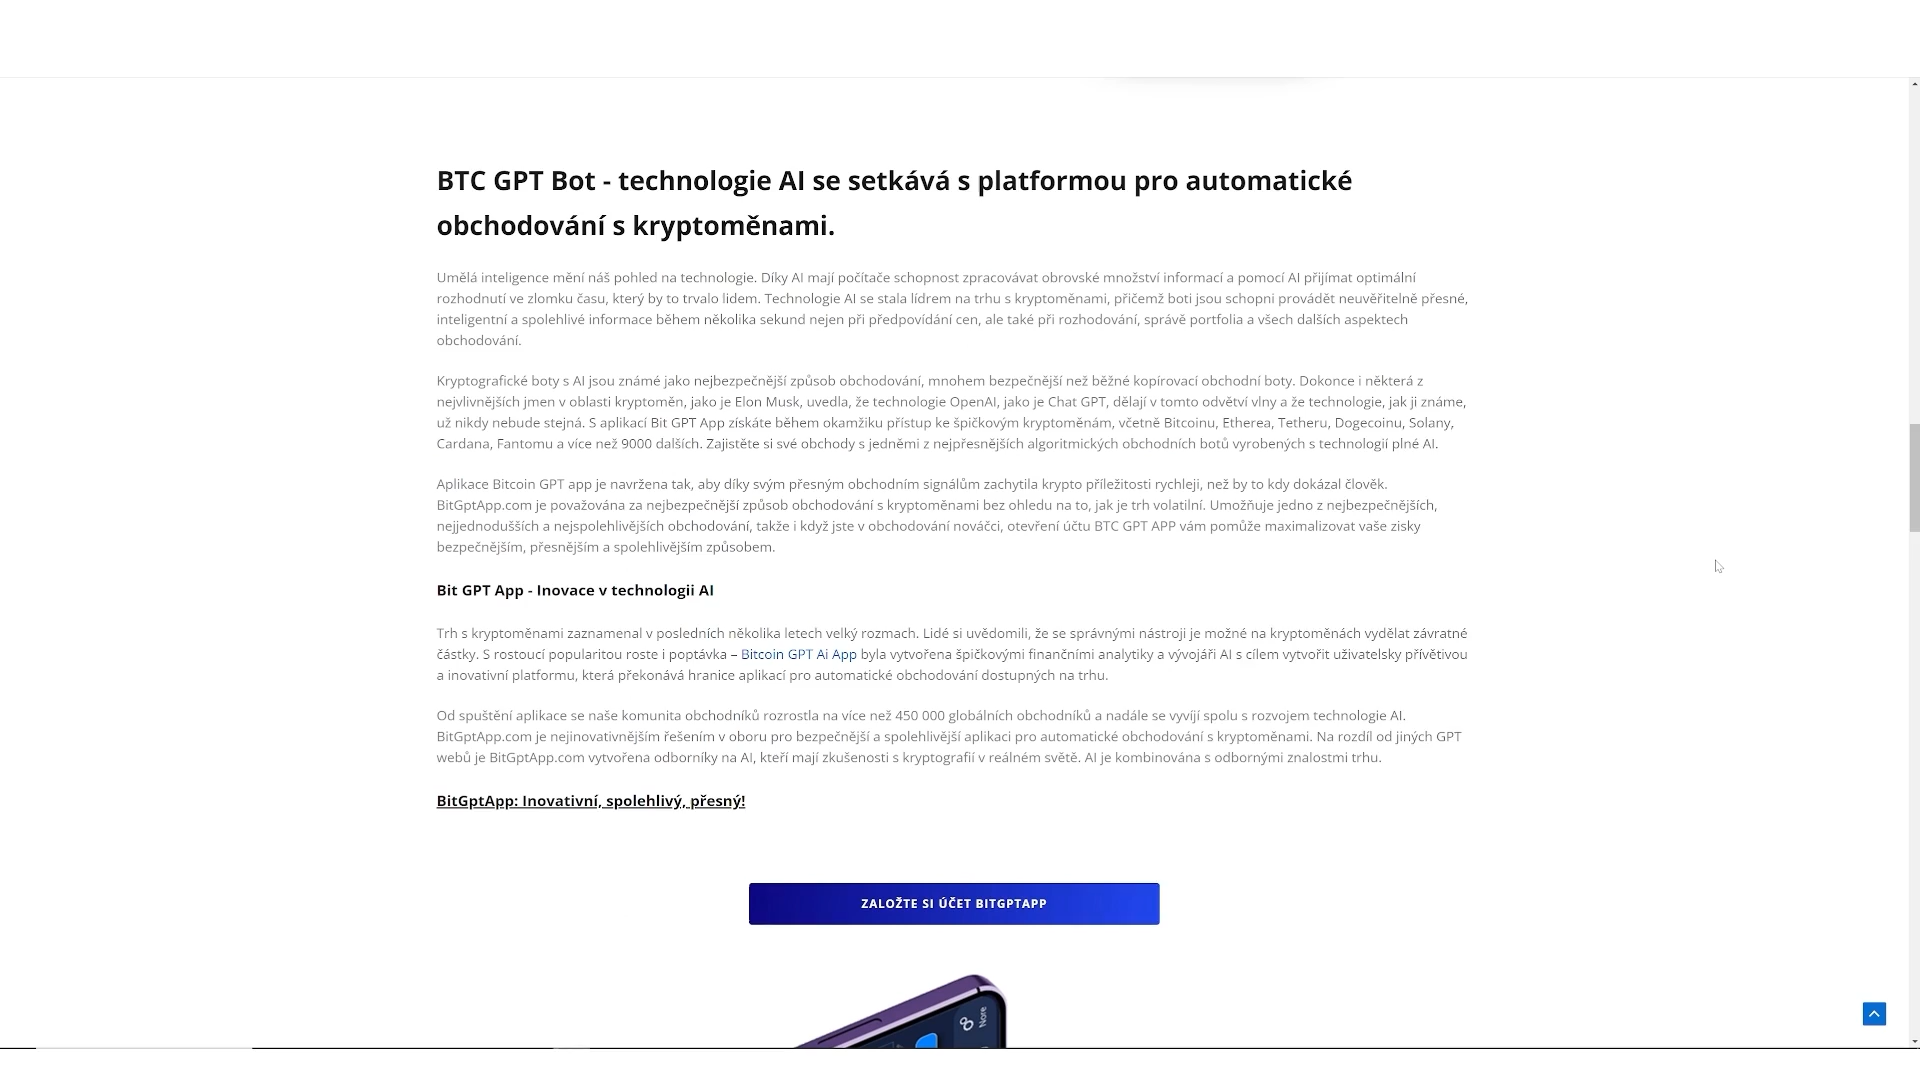 BTC GPT Bot - technologie AI se setkává s platformou pro automatické
obchodování s kryptoměnami.
Umělá inteligence mění náš pohled na technologie. Díky AI mají počítače schopnost zpracovávat obrovské množství informací a pomocí AI přijímat optimální
rozhodnutí ve zlomku času, který by to trvalo lidem. Technologie AI se stala lídrem na trhu s kryptoměnami, přičemž boti jsou schopni provádět neuvěřitelně přesné,
inteligentní a spolehlivé informace během několika sekund nejen při předpovídání cen, ale také při rozhodování, správě portfolia a všech dalších aspektech
obchodování.
Kryptografické boty s AI jsou známé jako nejbezpečnější způsob obchodování, mnohem bezpečnější než běžné kopírovací obchodní boty. Dokonce i některá z
nejvlivnějších jmen v oblasti kryptoměn, jako je Elon Musk, uvedla, že technologie OpenAI, jako je Chat GPT, dělají v tomto odvětví vlny a že technologie, jak ji známe,
už nikdy nebude stejná. S aplikací Bit GPT App získáte během okamžiku přístup ke špičkovým kryptoměnám, včetně Bitcoinu, Etherea, Tetheru, Dogecoinu, Solany,
Cardana, Fantomu a více než 9000 dalších. Zajistěte si své obchody s jedněmi z nejpřesnějších algoritmických obchodních botů vyrobených s technologií plné AI.
Aplikace Bitcoin GPT app je navržena tak, aby díky svým přesným obchodním signálům zachytila krypto příležitosti rychleji, než by to kdy dokázal člověk.
BitGptApp.com je považována za nejbezpečnější způsob obchodování s kryptoměnami bez ohledu na to, jak je trh volatilní. Umožňuje jedno z nejbezpečnějších,
nejjednodušších a nejspolehlivějších obchodování, takže i když jste v obchodování nováčci, otevření účtu BTC GPT APP vám pomůže maximalizovat vaše zisky
bezpečnějším, přesnějším a spolehlivějším způsobem.
Bit GPT App - Inovace v technologii AI
Trh s kryptoměnami zaznamenal v posledních několika letech velký rozmach. Lidé si uvědomili, že se správnými nástroji je možné na kryptoměnách vydělat závratné
částky. S rostoucí popularitou roste i poptávka – Bitcoin GPT Ai App byla vytvořena špičkovými finančními analytiky a vývojáři AI s cílem vytvořit uživatelsky přívětivou
a inovativní platformu, která překonává hranice aplikací pro automatické obchodování dostupných na trhu.
Od spuštění aplikace se naše komunita obchodníků rozrostla na více než 450 000 globálních obchodníků a nadále se vyvíjí spolu s rozvojem technologie AI.
BitGptApp.com je nejinovativnějším řešením v oboru pro bezpečnější a spolehlivější aplikaci pro automatické obchodování s kryptoměnami. Na rozdíl od jiných GPT
webů je BitGptApp.com vytvořena odborníky na AI, kteří mají zkušenosti s kryptografií v reálném světě. AI je kombinována s odbornými znalostmi trhu.
BitGptApp: Inovativní, spolehlivý, přesný!
ZALOŽTE SI ÚČET BITGPTAPP